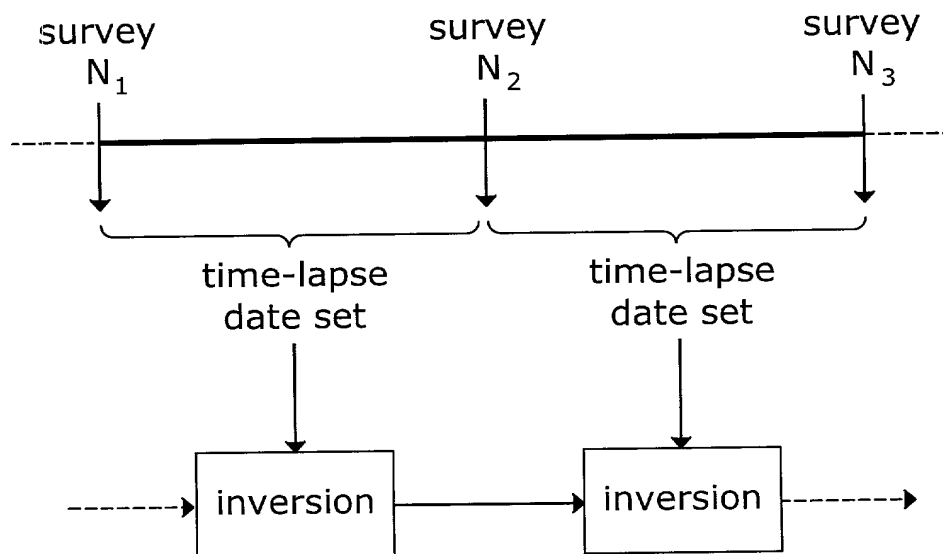 survey
N1
survey
N2
survey
N3
time-lapse
date set
time-lapse
date set
inversion
inversion